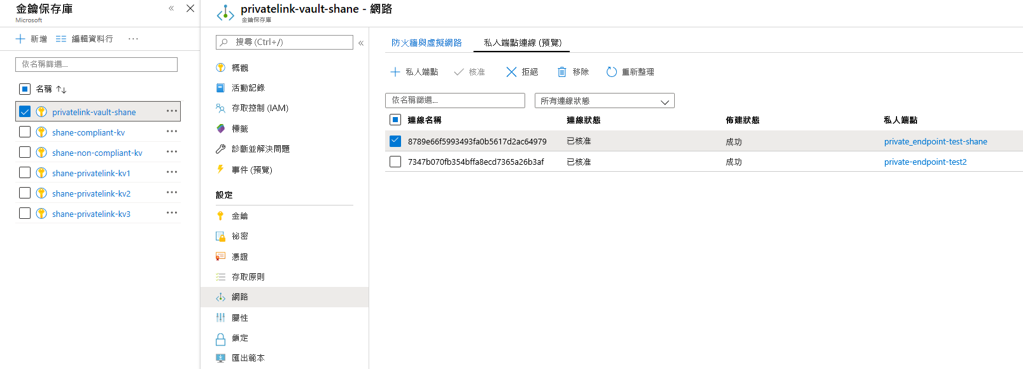 金鑰保存庫
Microsoft
新增
編輯資料行
依名稱篩選...
名稱
privatelink-vault-shane
shane-compliant-kv
shane-non-compliant-kv
shane-privatelink-kv1
shane-privatelink-kv2
shane-privatelink-kv3
privatelink-vault-shane - 網路
金鑰保存庫
搜尋 (Ctrl+/)
概觀
活動記錄
存取控制 (IAM)
標籤
診斷並解決問題
事件 (預覽)
設定
金鑰
祕密
憑證
存取原則
網路
屬性
鎖定
匯出範本
防火牆與虛擬網路 私人端點連線 (預覽)
私人端點 核准 拒絕 移除 重新整理
依名稱篩選... 所有連線狀態
連線名稱 連線狀態 佈建狀態 私人端點
8789e66f5993493fa0b5617d2ac64979 已核准 成功 private_endpoint-test-shane
7347b070fb354bffa8ecd7365a26b3af 已核准 成功 private-endpoint-test2